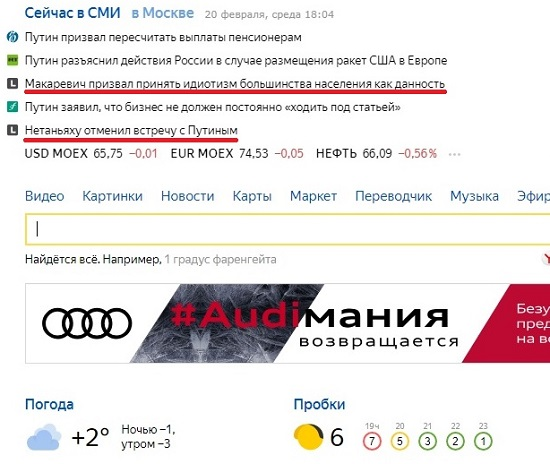 Сейчас в СМИ в Москве 20 февраля, среда 18:04
Путин призвал пересчитать выплаты пенсионерам
Путин разъяснил действия России в случае размещения ракет США в Европе
Макаревич призвал принять идиотизм большинства населения как данность
Путин заявил, что бизнес не должен постоянно «ходить под статьей»
Нетаньяху отменил встречу с Путиным
USD MOEX 65,75 −0,01 EUR MOEX 74,53 −0,05 НЕФТЬ 66,09 −0,56% ···
Видео Картинки Новости Карты Маркет Переводчик Музыка Эфир
Найдётся всё. Например, 1 градус фаренгейта
#Audiмания
возвращается
Безу
пред
на во
Погода Пробки
+2° Ночью −1,
утром −3
6
19ч 20 21 22 23
7 5 3 2 1